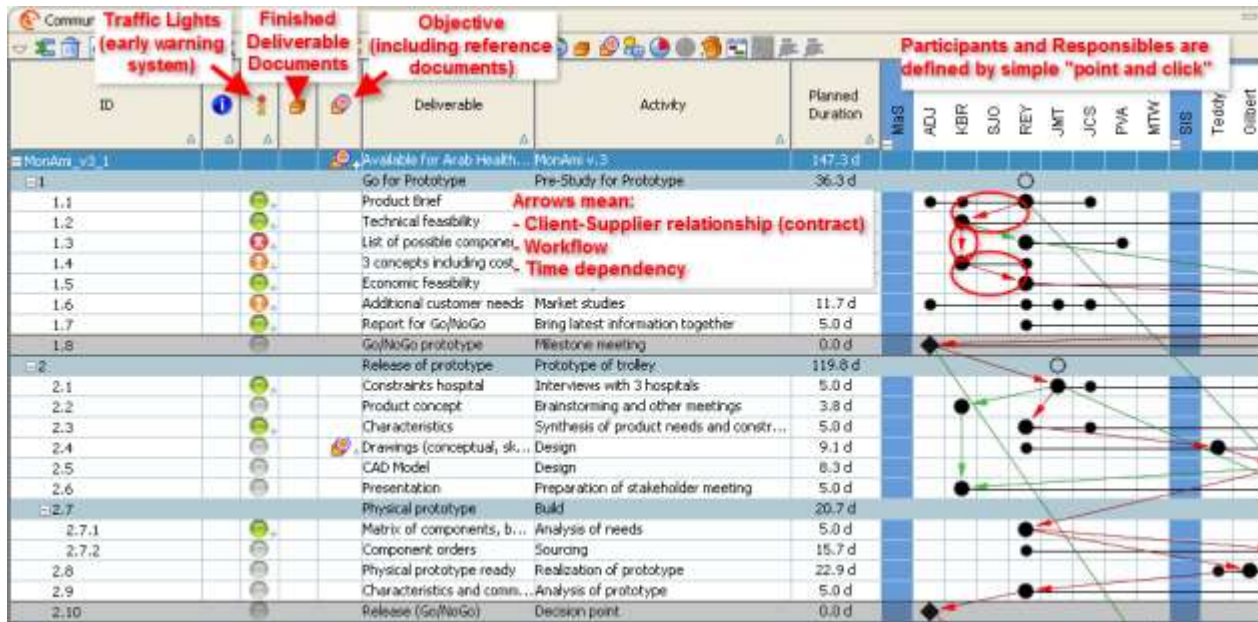 Commun
Traffic Lights
(early warning
system)
Finished
Deliverable
Documents
Objective
(including reference
documents)
Participants and Responsibles are
defined by simple "point and click"
ID Deliverable Activity Planned
Duration
MaS ADJ KBR SJO REY JMT JCS PVA MTW SIS Teddy Gilbert
MonAmi_v3_1 Available for Arab Health... MonAmi v.3 147.3 d
1 Go for Prototype Pre-Study for Prototype 36.3 d
1.1 Product Brief
1.2 Technical feasibility
1.3 List of possible componen
1.4 3 concepts including cost
1.5 Economic feasibility
Arrows mean:
- Client-Supplier relationship (contract)
- Workflow
- Time dependency
1.6 Additional customer needs Market studies 11.7 d
1.7 Report for Go/NoGo Bring latest information together 5.0 d
1.8 Go/NoGo prototype Milestone meeting 0.0 d
2 Release of prototype Prototype of trolley 119.8 d
2.1 Constraints hospital Interviews with 3 hospitals 5.0 d
2.2 Product concept Brainstorming and other meetings 3.8 d
2.3 Characteristics Synthesis of product needs and constr... 5.0 d
2.4 Drawings (conceptual, sk... Design 9.1 d
2.5 CAD Model Design 8.3 d
2.6 Presentation Preparation of stakeholder meeting 5.0 d
2.7 Physical prototype Build 20.7 d
2.7.1 Matrix of components, b... Analysis of needs 5.0 d
2.7.2 Component orders Sourcing 15.7 d
2.8 Physical prototype ready Realization of prototype 22.9 d
2.9 Characteristics and comm... Analysis of prototype 5.0 d
2.10 Release (Go/NoGo) Decision point 0.0 d